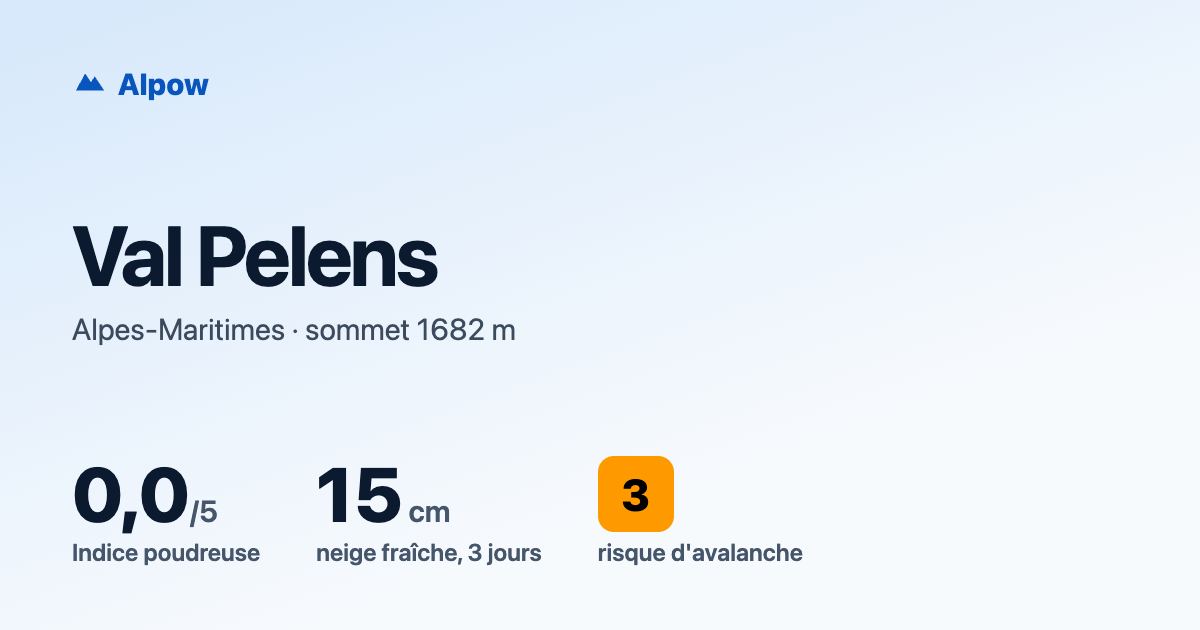 Alpow
Val Pelens
Alpes-Maritimes · sommet 1682 m
0,0/5
Indice poudreuse
15 cm
neige fraîche, 3 jours
3
risque d'avalanche